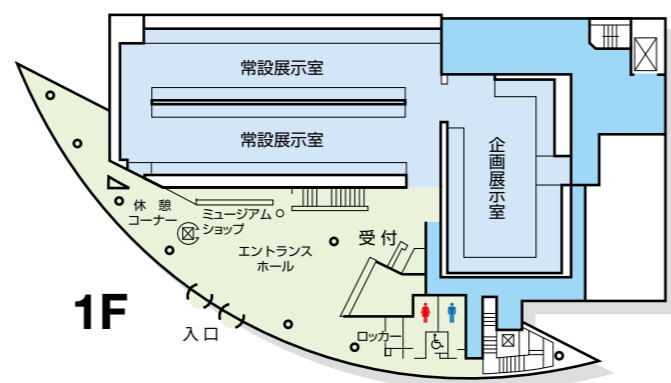 常設展示室
常設展示室
企画展示室
休 憩
コーナー
ミュージアム
ショップ
受付
エントランス
ホール
1F
入口
ロッカー